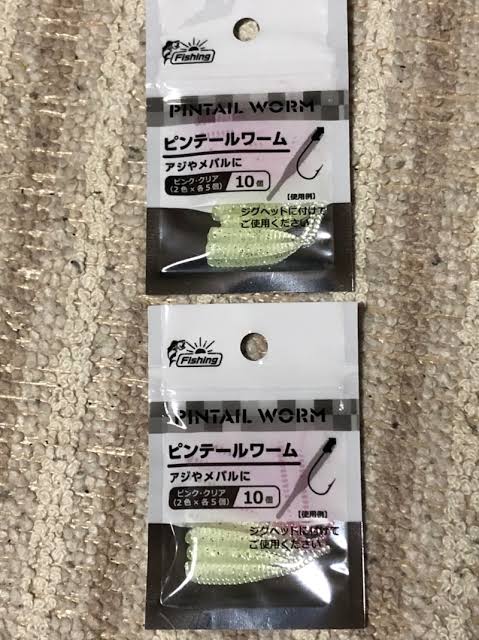 Fishing
PINTAIL WORM
ピンテールワーム
アジやメバルに
ピンク・クリア
(2色×各5個)
10個
【使用例】
ジグヘッドに付けて
ご使用ください
Fishing
PINTAIL WORM
ピンテールワーム
アジやメバルに
ピンク・クリア
(2色×各5個)
10個
【使用例】
ジグヘッドに付けて
ご使用ください